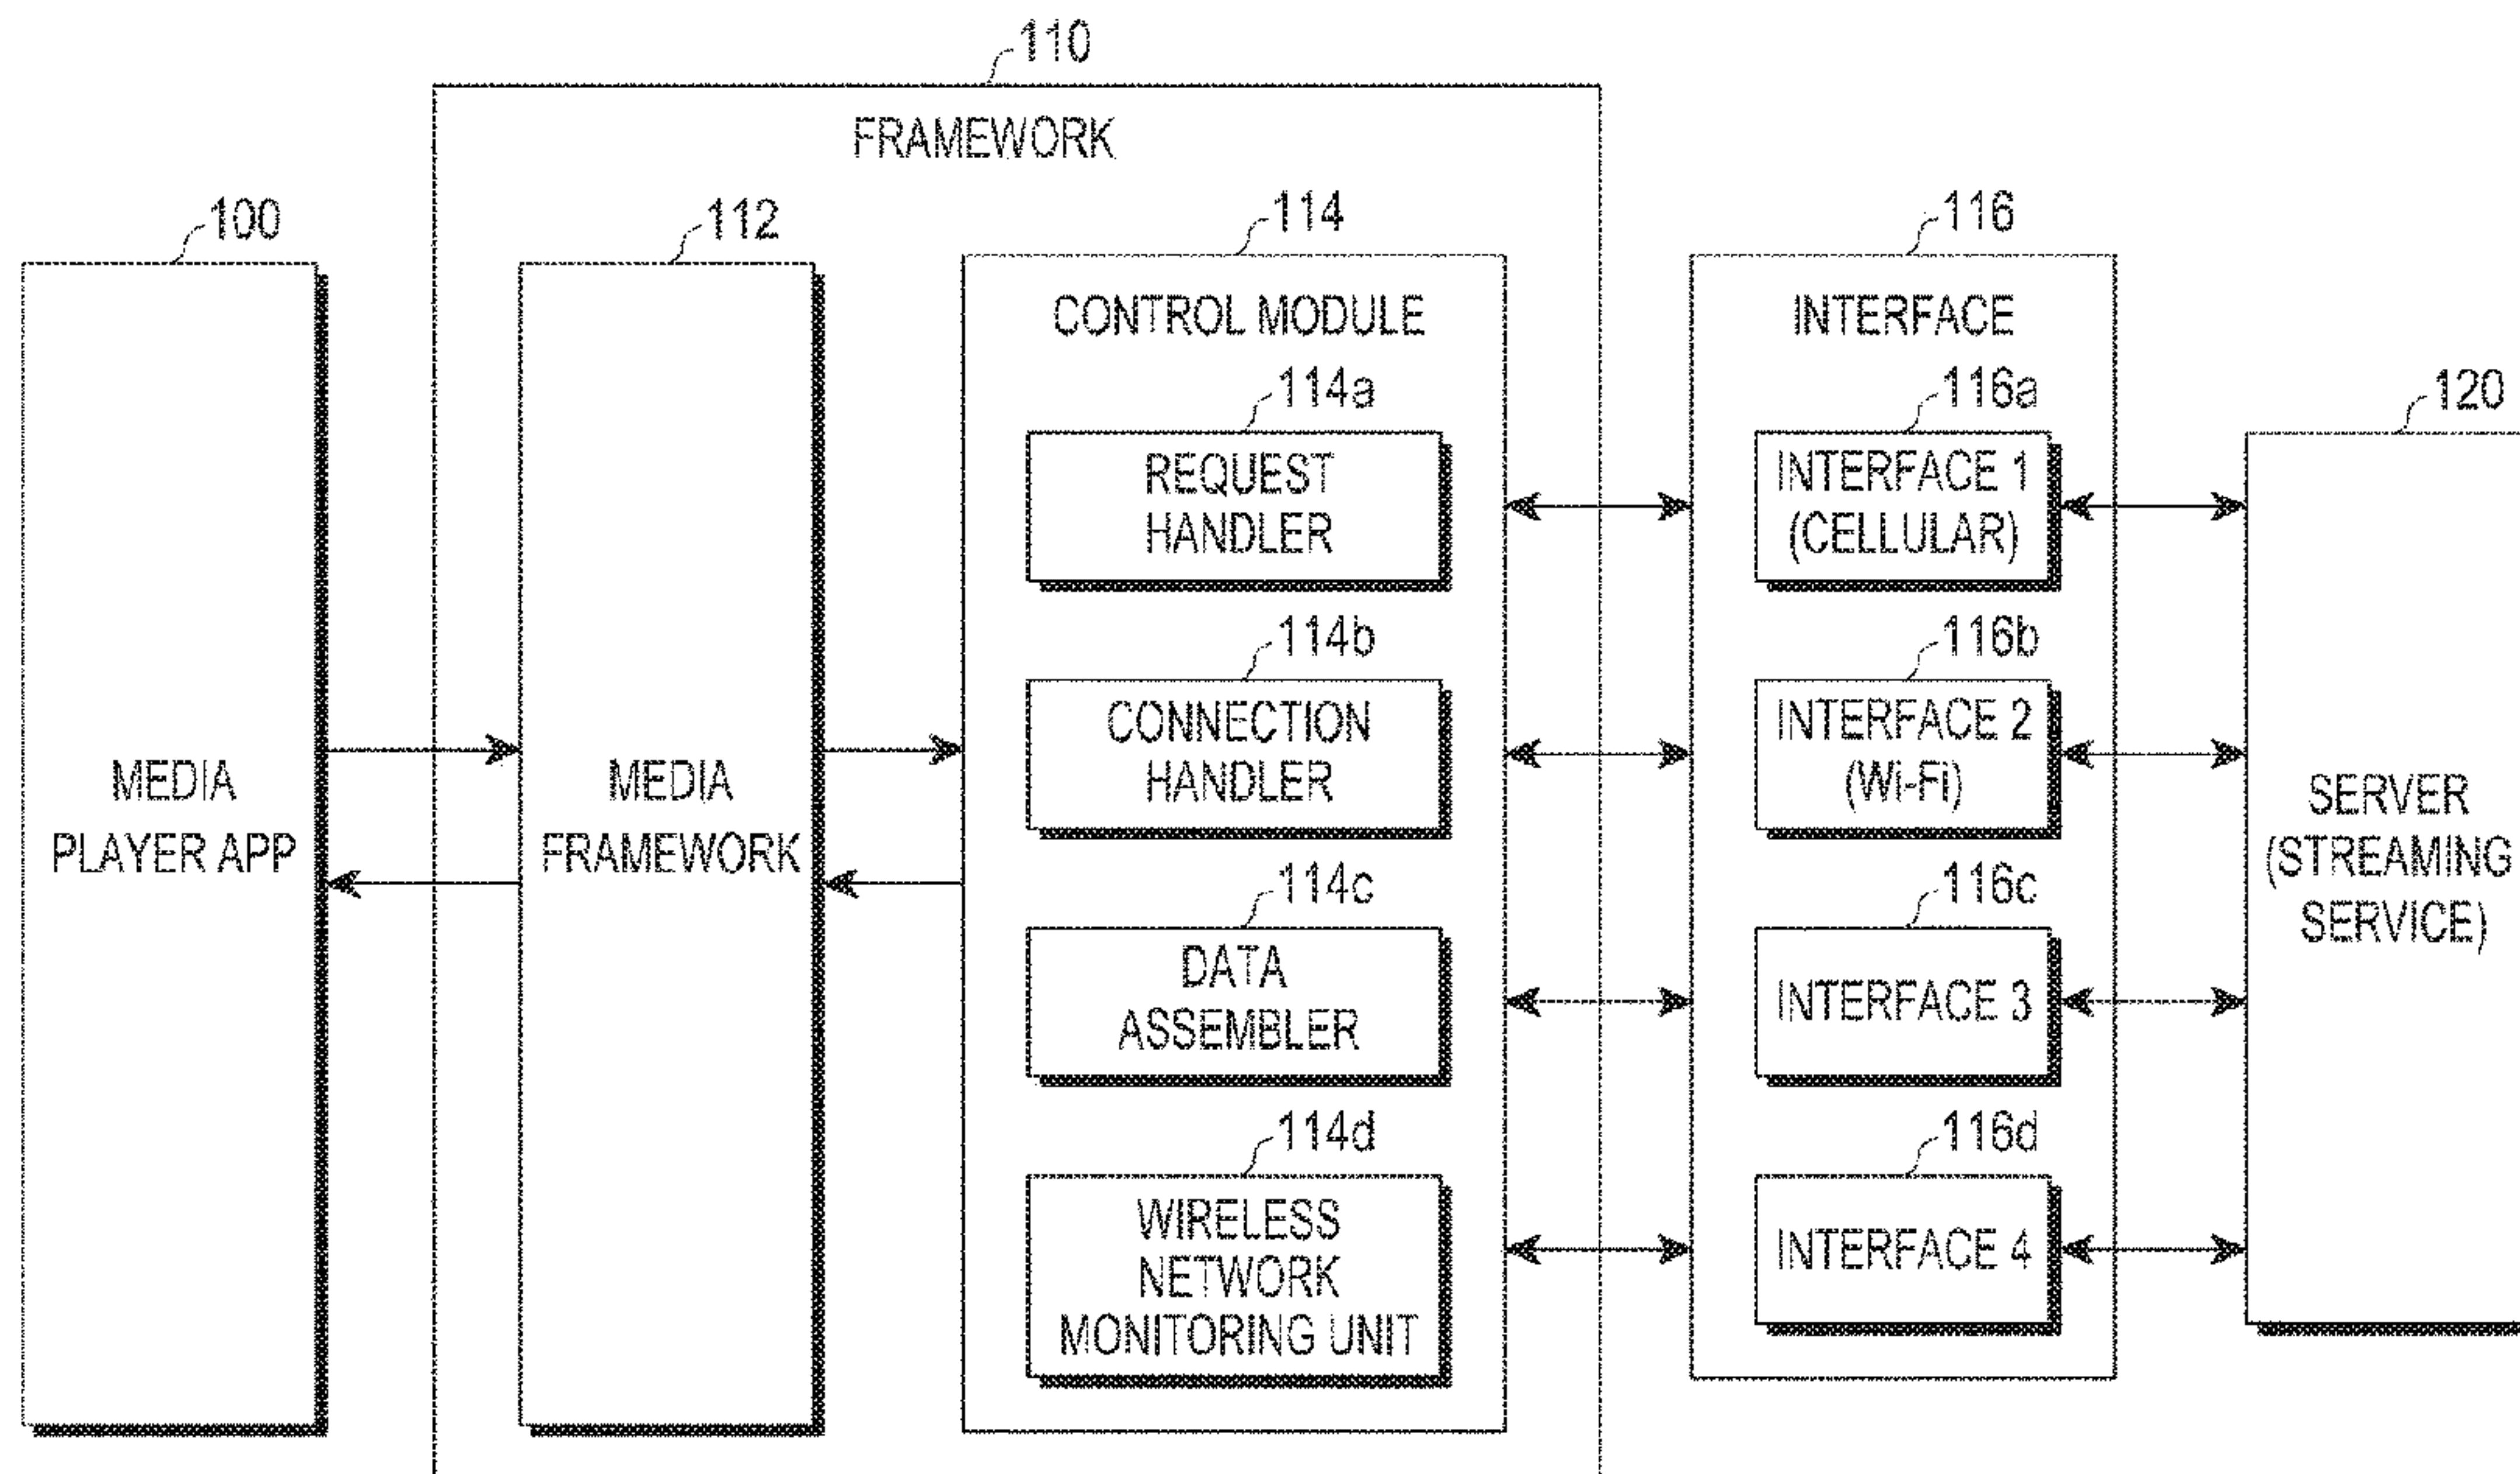 110
FRAMEWORK
100
MEDIA
PLAYER APP
112
MEDIA
FRAMEWORK
114
CONTROL MODULE
114a
REQUEST
HANDLER
114b
CONNECTION
HANDLER
114c
DATA
ASSEMBLER
114d
WIRELESS
NETWORK
MONITORING UNIT
116
INTERFACE
116a
INTERFACE 1
(CELLULAR)
116b
INTERFACE 2
(Wi-Fi)
116c
INTERFACE 3
116d
INTERFACE 4
120
SERVER
(STREAMING
SERVICE)